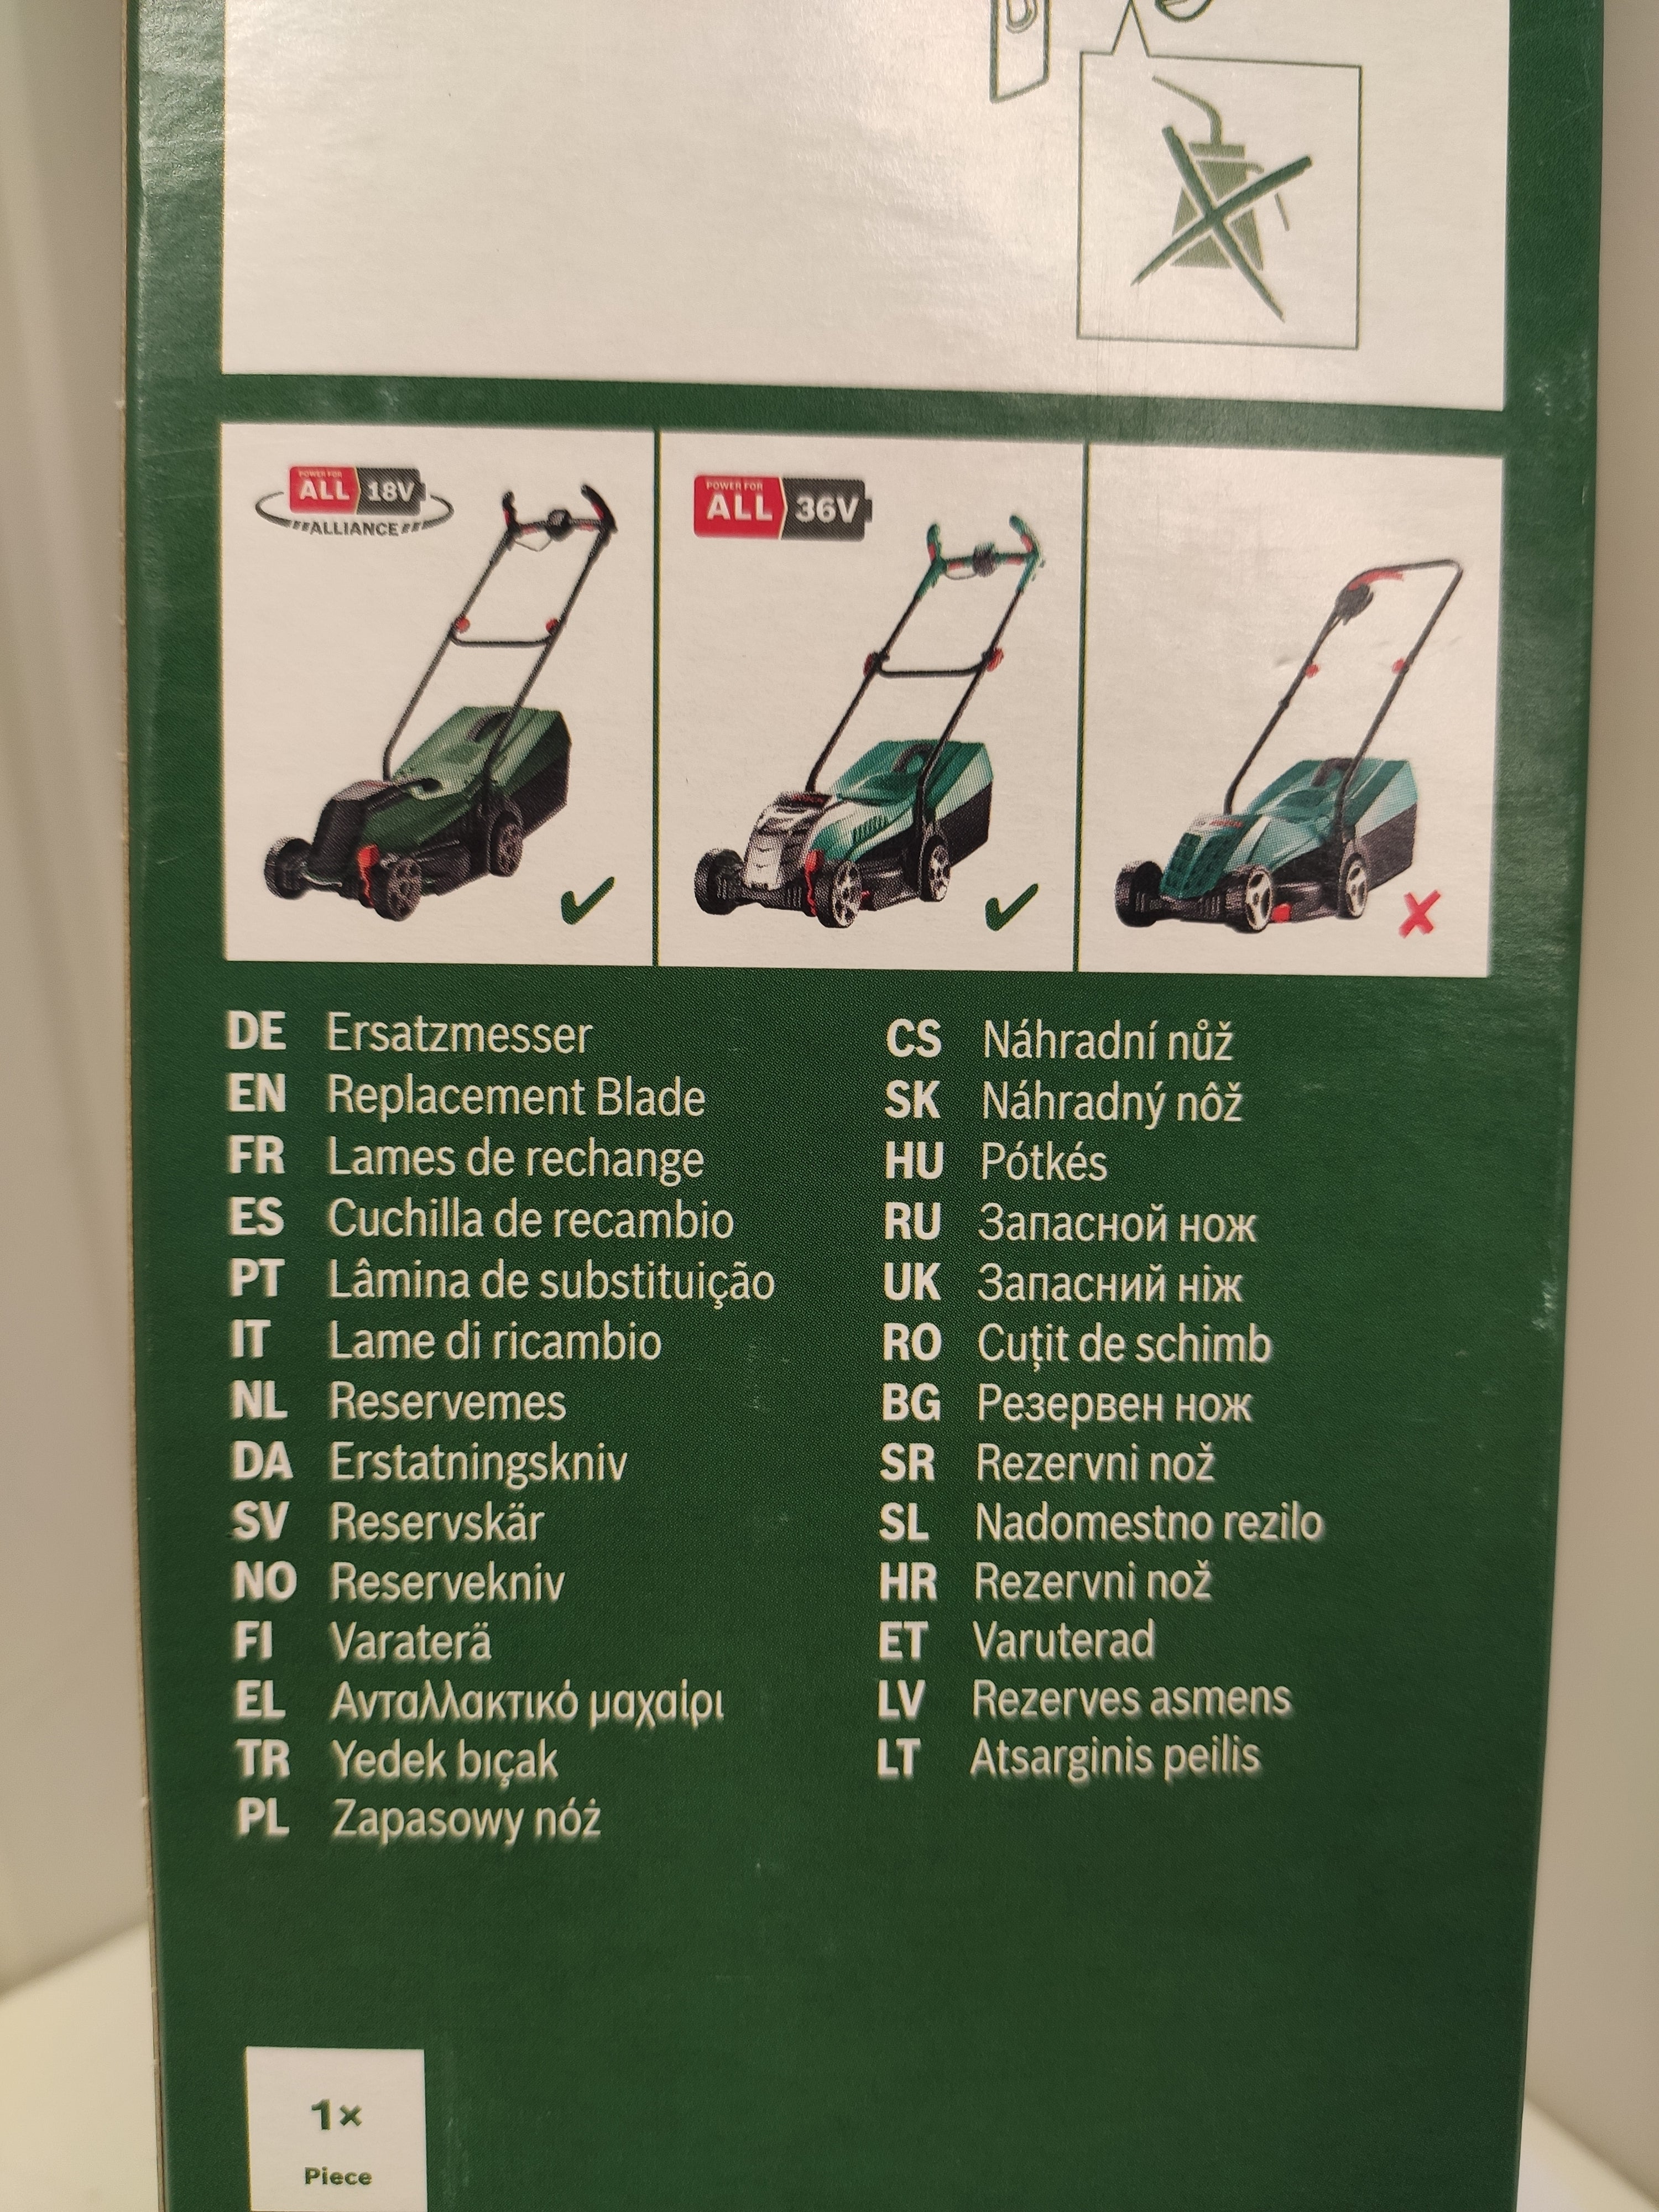 POWER FOR
ALL 18V
ALLIANCE
POWER FOR
ALL 36V
DE Ersatzmesser
EN Replacement Blade
FR Lames de rechange
ES Cuchilla de recambio
PT Lâmina de substituição
IT Lame di ricambio
NL Reservemes
DA Erstatningskniv
SV Reservskär
NO Reservekniv
FI Varaterä
EL Ανταλλακτικό μαχαίρι
TR Yedek bıçak
PL Zapasowy nóż
CS Náhradní nůž
SK Náhradný nôž
HU Pótkés
RU Запасной нож
UK Запасний ніж
RO Cuțit de schimb
BG Резервен нож
SR Rezervni nož
SL Nadomestno rezilo
HR Rezervni nož
ET Varuterad
LV Rezerves asmens
LT Atsarginis peilis
1×
Piece